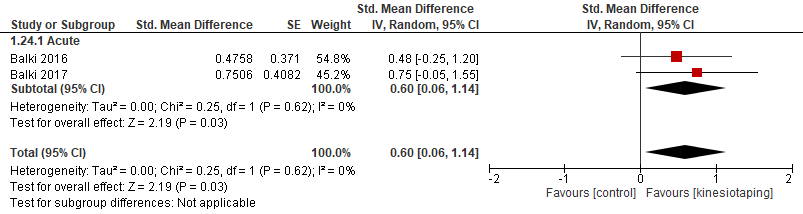 Std. Mean Difference Std. Mean Difference
Study or Subgroup Std. Mean Difference SE Weight IV, Random, 95% CI IV, Random, 95% CI
1.24.1 Acute
Balki 2016 0.4758 0.371 54.8% 0.48 [-0.25, 1.20]
Balki 2017 0.7506 0.4082 45.2% 0.75 [-0.05, 1.55]
Subtotal (95% CI) 100.0% 0.60 [0.06, 1.14]
Heterogeneity: Tau² = 0.00; Chi² = 0.25, df = 1 (P = 0.62); I² = 0%
Test for overall effect: Z = 2.19 (P = 0.03)
Total (95% CI) 100.0% 0.60 [0.06, 1.14]
Heterogeneity: Tau² = 0.00; Chi² = 0.25, df = 1 (P = 0.62); I² = 0%
Test for overall effect: Z = 2.19 (P = 0.03)
Test for subgroup differences: Not applicable
-2 -1 0 1 2
Favours [control] Favours [kinesiotaping]